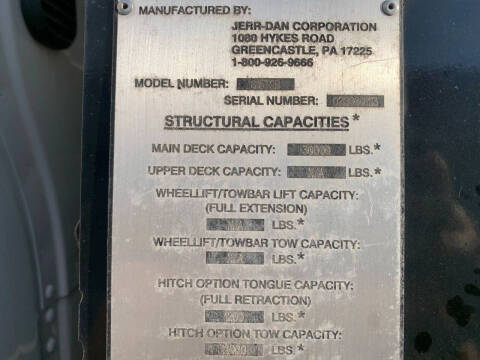 MANUFACTURED BY:
JERR-DAN CORPORATION
1080 HYKES ROAD
GREENCASTLE, PA 17225
1-800-926-9666
MODEL NUMBER:
SERIAL NUMBER:
STRUCTURAL CAPACITIES*
MAIN DECK CAPACITY: LBS.*
UPPER DECK CAPACITY: N/A LBS.*
WHEELLIFT/TOWBAR LIFT CAPACITY:
(FULL EXTENSION)
N/A LBS.*
WHEELLIFT/TOWBAR TOW CAPACITY:
N/A LBS.*
HITCH OPTION TONGUE CAPACITY:
(FULL RETRACTION)
LBS.*
HITCH OPTION TOW CAPACITY:
LBS.*